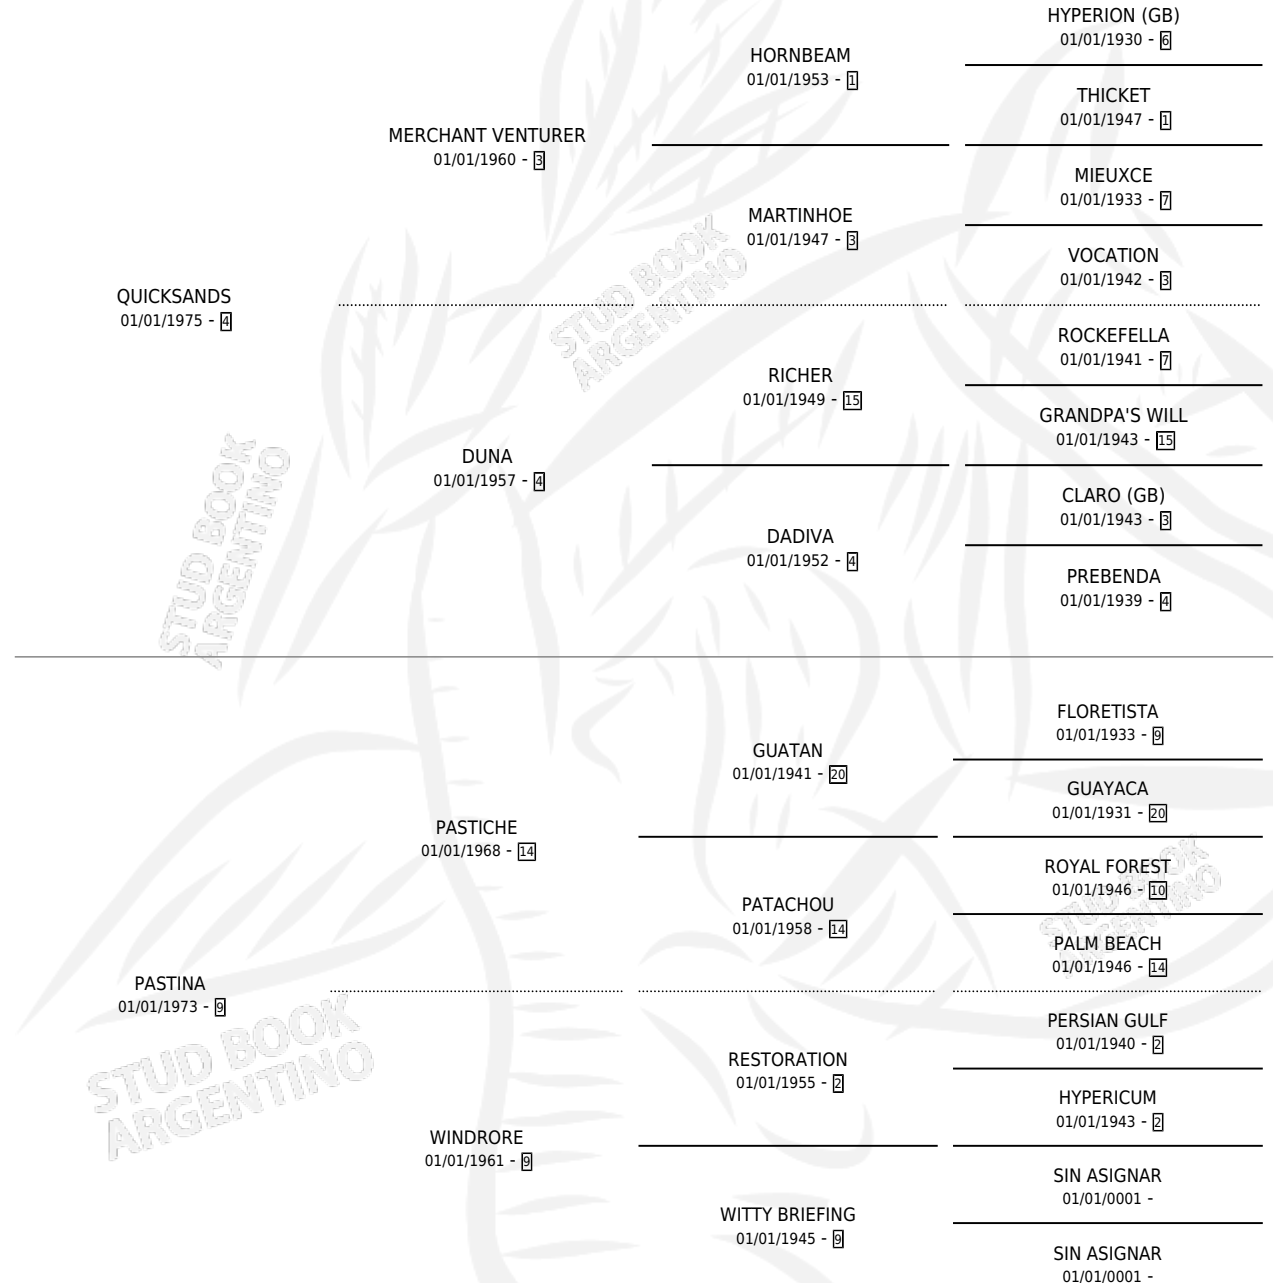 HYPERION (GB)
01/01/1930 - 6
HORNBEAM
01/01/1953 - 1
THICKET
01/01/1947 - 1
MERCHANT VENTURER
01/01/1960 - 3
MIEUXCE
01/01/1933 - 7
MARTINHOE
01/01/1947 - 3
VOCATION
01/01/1942 - 3
QUICKSANDS
01/01/1975 - 4
ROCKEFELLA
01/01/1941 - 7
RICHER
01/01/1949 - 15
GRANDPA'S WILL
01/01/1943 - 15
DUNA
01/01/1957 - 4
CLARO (GB)
01/01/1943 - 3
DADIVA
01/01/1952 - 4
PREBENDA
01/01/1939 - 4
FLORETISTA
01/01/1933 - 9
GUATAN
01/01/1941 - 20
GUAYACA
01/01/1931 - 20
PASTICHE
01/01/1968 - 14
ROYAL FOREST
01/01/1946 - 10
PATACHOU
01/01/1958 - 14
PALM BEACH
01/01/1946 - 14
PASTINA
01/01/1973 - 9
PERSIAN GULF
01/01/1940 - 2
RESTORATION
01/01/1955 - 2
HYPERICUM
01/01/1943 - 2
WINDRORE
01/01/1961 - 9
SIN ASIGNAR
01/01/0001 -
WITTY BRIEFING
01/01/1945 - 9
SIN ASIGNAR
01/01/0001 -
STUD BOOK
ARGENTINO
STUD BOOK
ARGENTINO
STUD BOOK
ARGENTINO
STUD BOOK
ARGENTINO